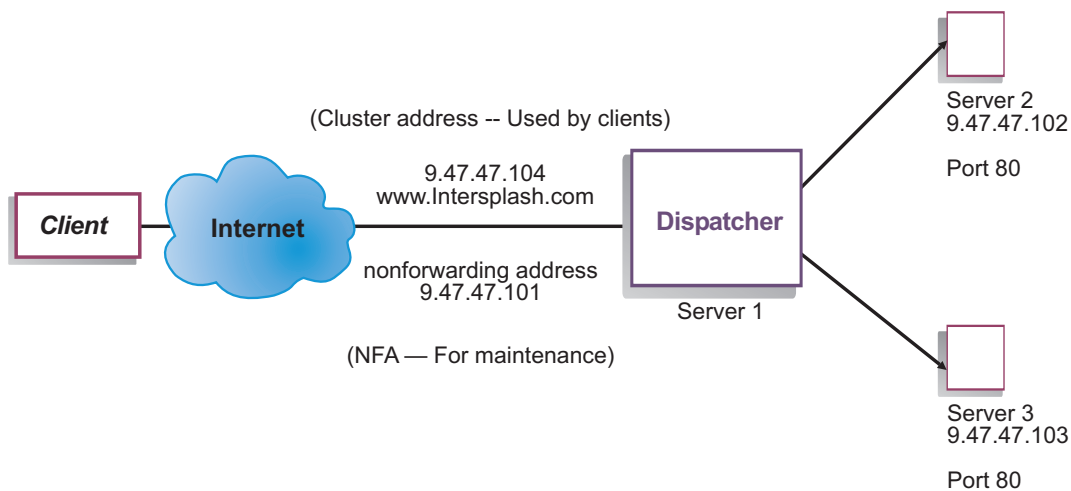 (Cluster address -- Used by clients)
9.47.47.104
www.Intersplash.com
Client
Internet
nonforwarding address
9.47.47.101
(NFA — For maintenance)
Dispatcher
Server 1
Server 2
9.47.47.102
Port 80
Server 3
9.47.47.103
Port 80